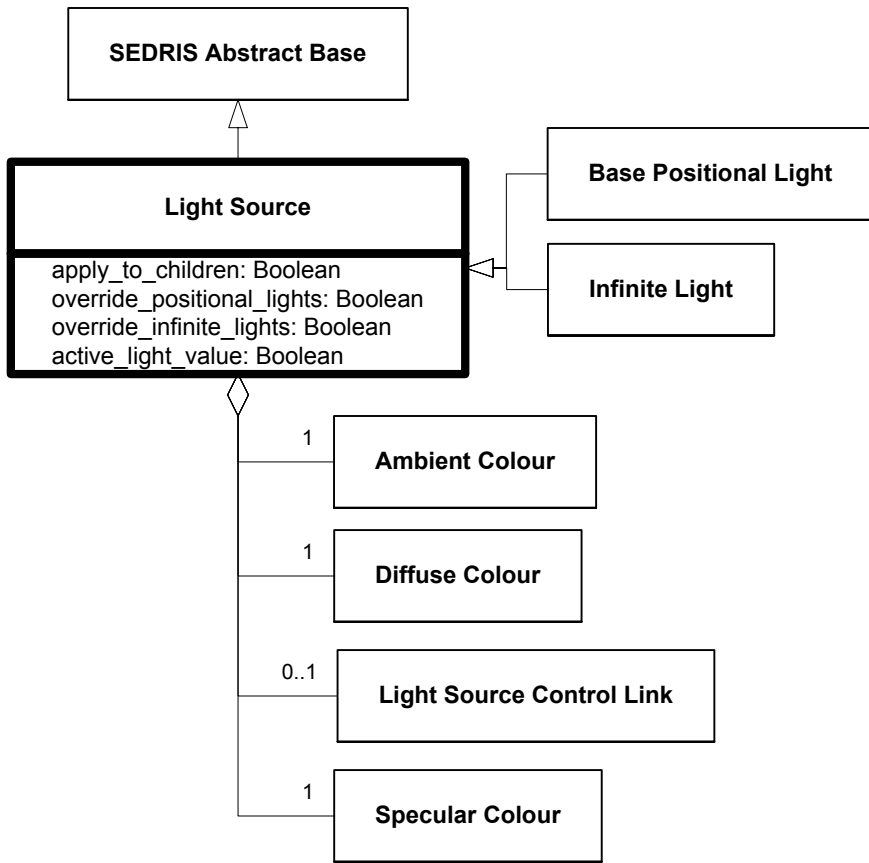 SEDRIS Abstract Base
Light Source
apply_to_children: Boolean
override_positional_lights: Boolean
override_infinite_lights: Boolean
active_light_value: Boolean
Base Positional Light
Infinite Light
1
Ambient Colour
1
Diffuse Colour
0..1
Light Source Control Link
1
Specular Colour